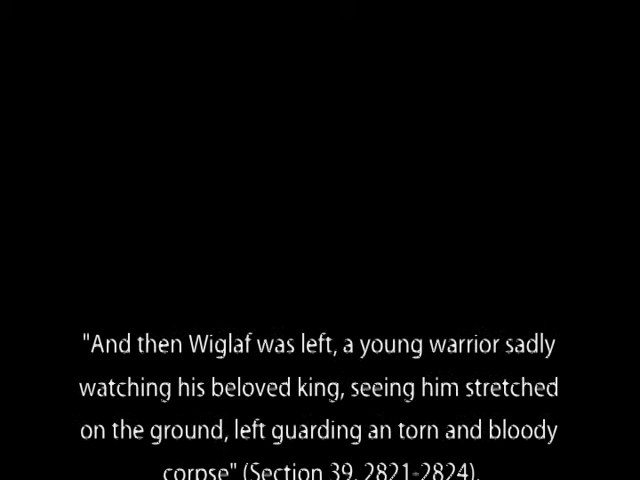 "And then Wiglaf was left, a young warrior sadly
watching his beloved king, seeing him stretched
on the ground, left guarding an torn and bloody
corpse" (Section 39, 2821-2824).